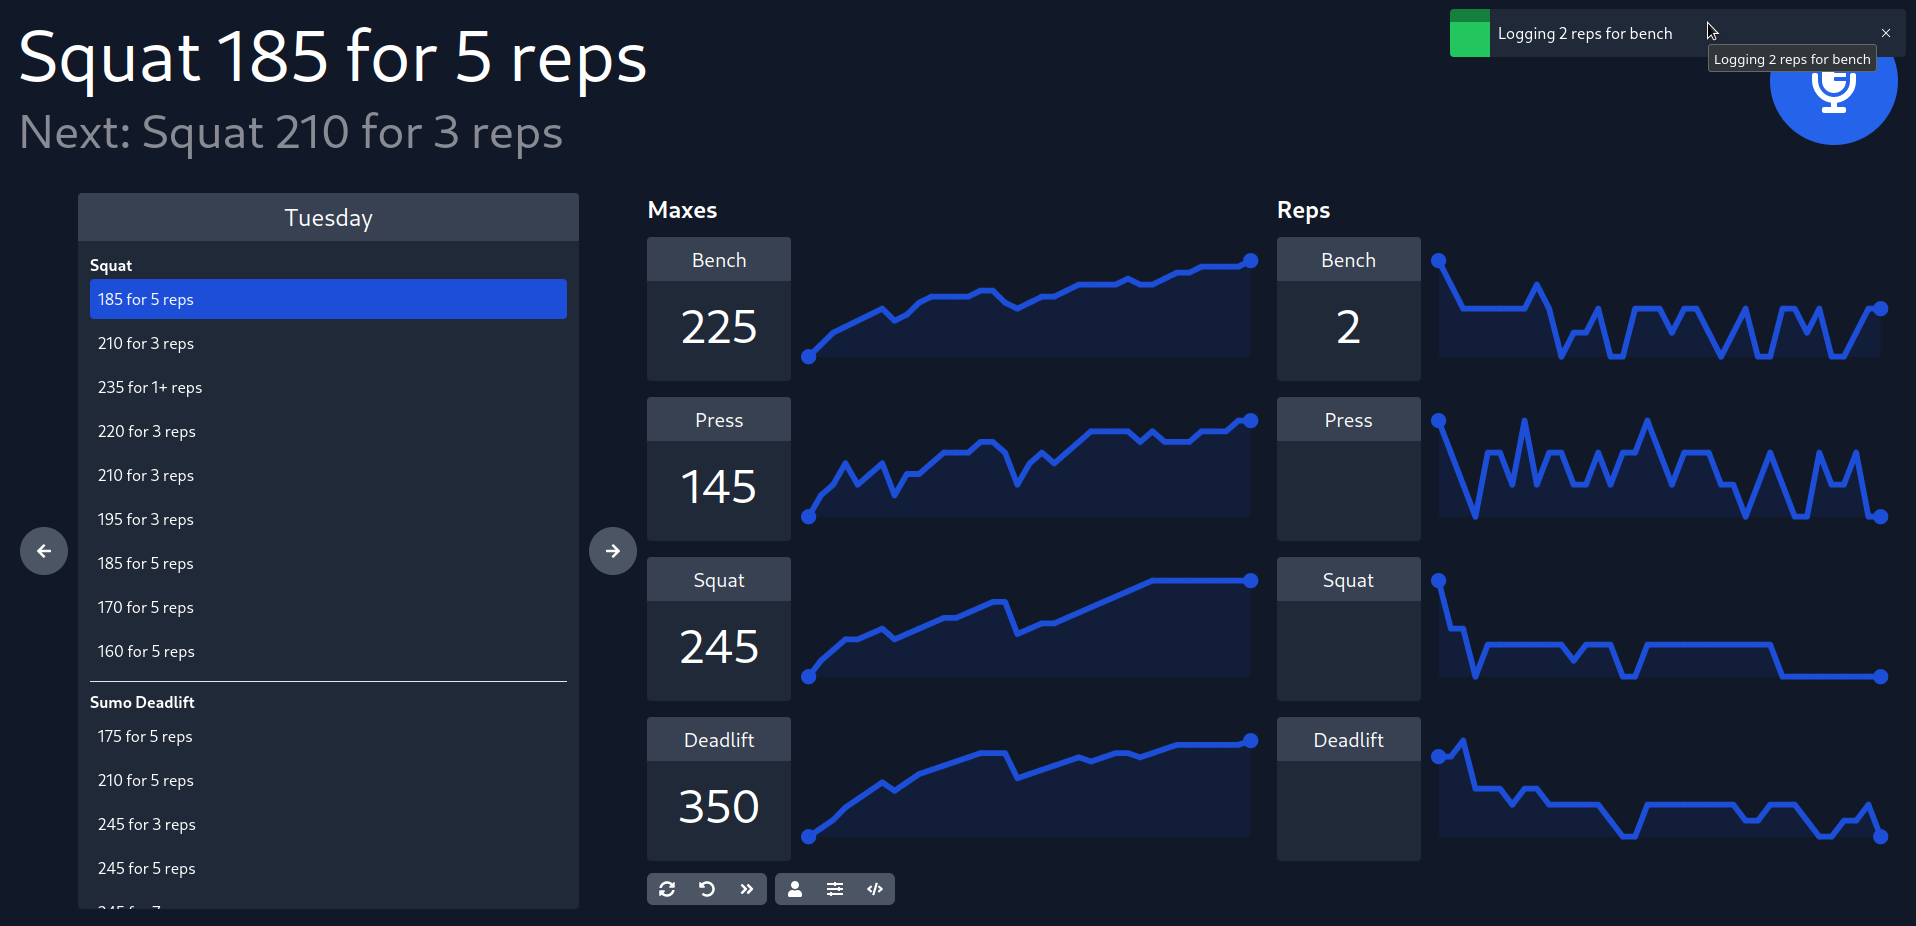 Squat 185 for 5 reps
Next: Squat 210 for 3 reps
Logging 2 reps for bench
Logging 2 reps for bench
Tuesday
Squat
185 for 5 reps
210 for 3 reps
235 for 1+ reps
220 for 3 reps
210 for 3 reps
195 for 3 reps
185 for 5 reps
170 for 5 reps
160 for 5 reps
Sumo Deadlift
175 for 5 reps
210 for 5 reps
245 for 3 reps
245 for 5 reps
Maxes
Bench
225
Press
145
Squat
245
Deadlift
350
Reps
Bench
2
Press
Squat
Deadlift